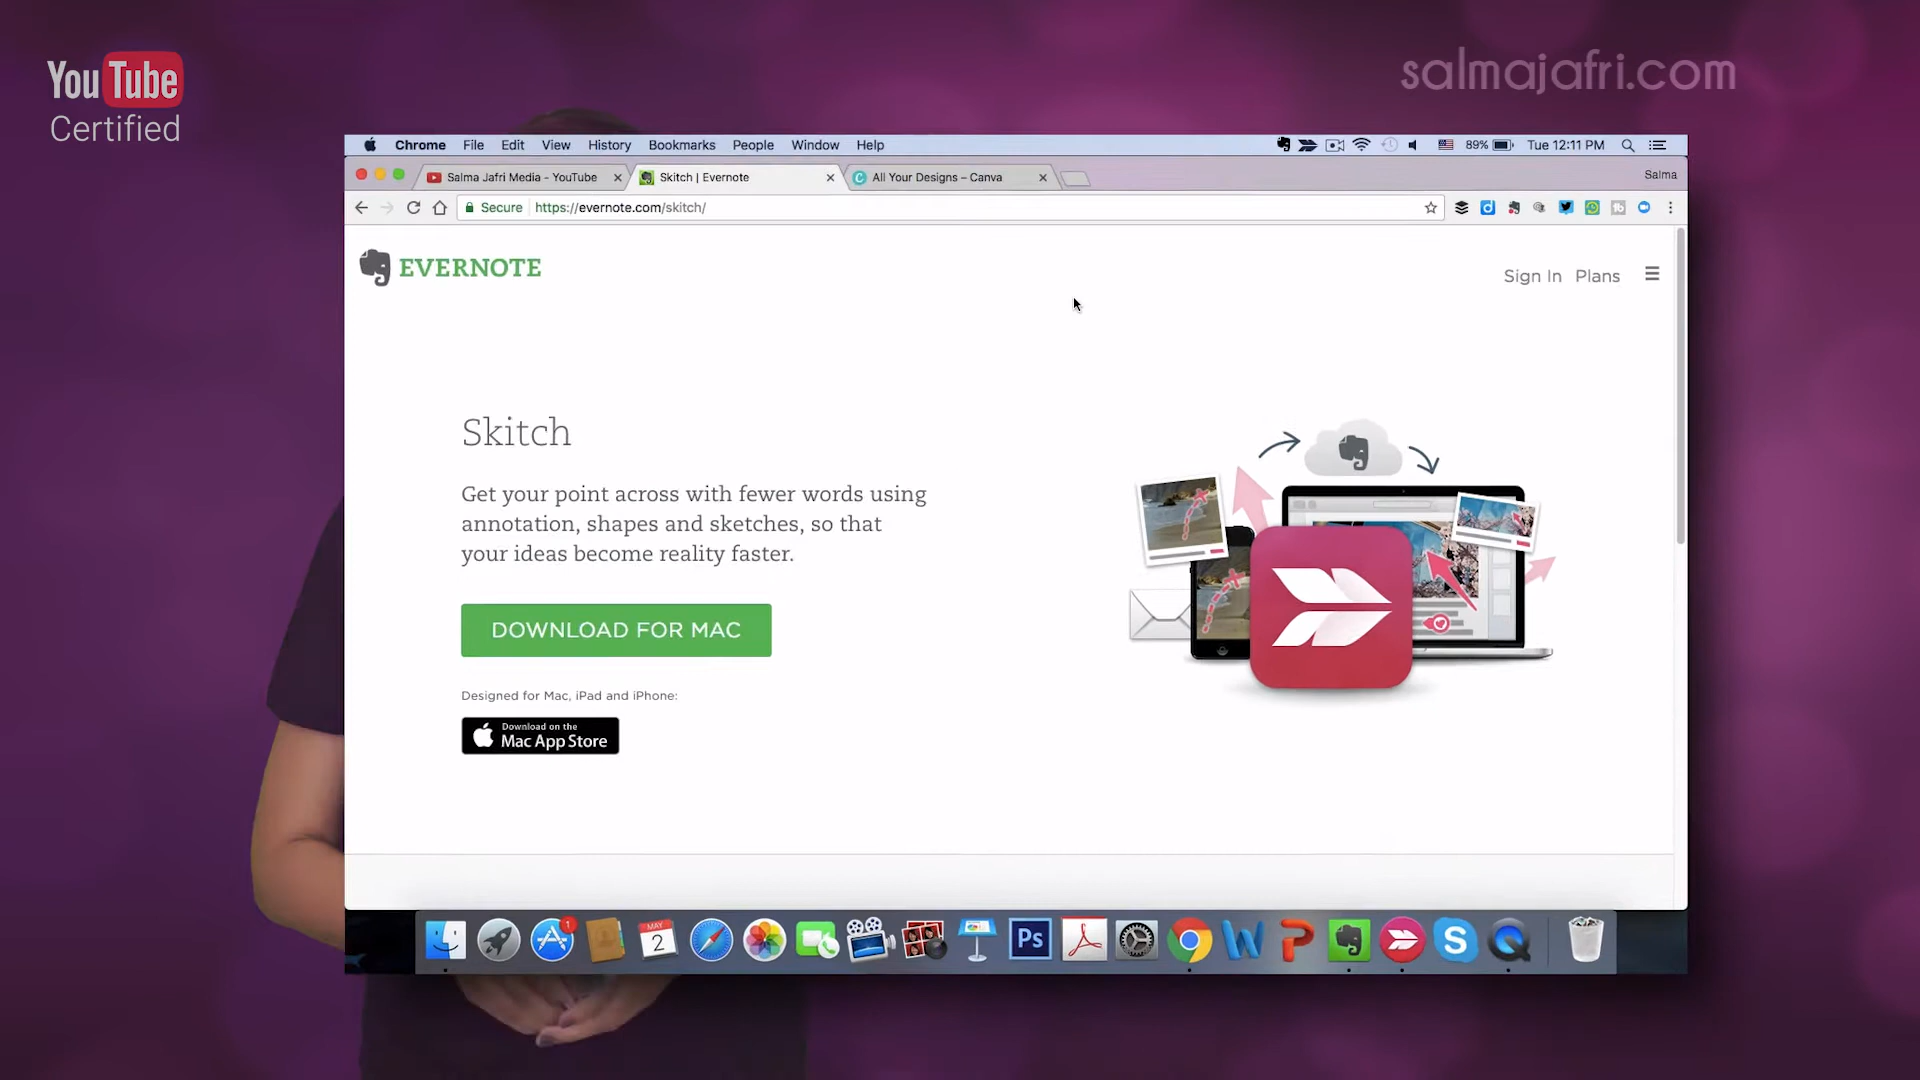 YouTube
Certified
salmajafri.com
Chrome File Edit View History Bookmarks People Window Help
89% Tue 12:11 PM
Salma Jafri Media - YouTube
Skitch | Evernote
All Your Designs – Canva
Salma
Secure
https://evernote.com/skitch/
EVERNOTE
Sign In Plans
Skitch
Get your point across with fewer words using
annotation, shapes and sketches, so that
your ideas become reality faster.
DOWNLOAD FOR MAC
Designed for Mac, iPad and iPhone:
Download on the
Mac App Store
1
MAY
2
Ps
W
P
S